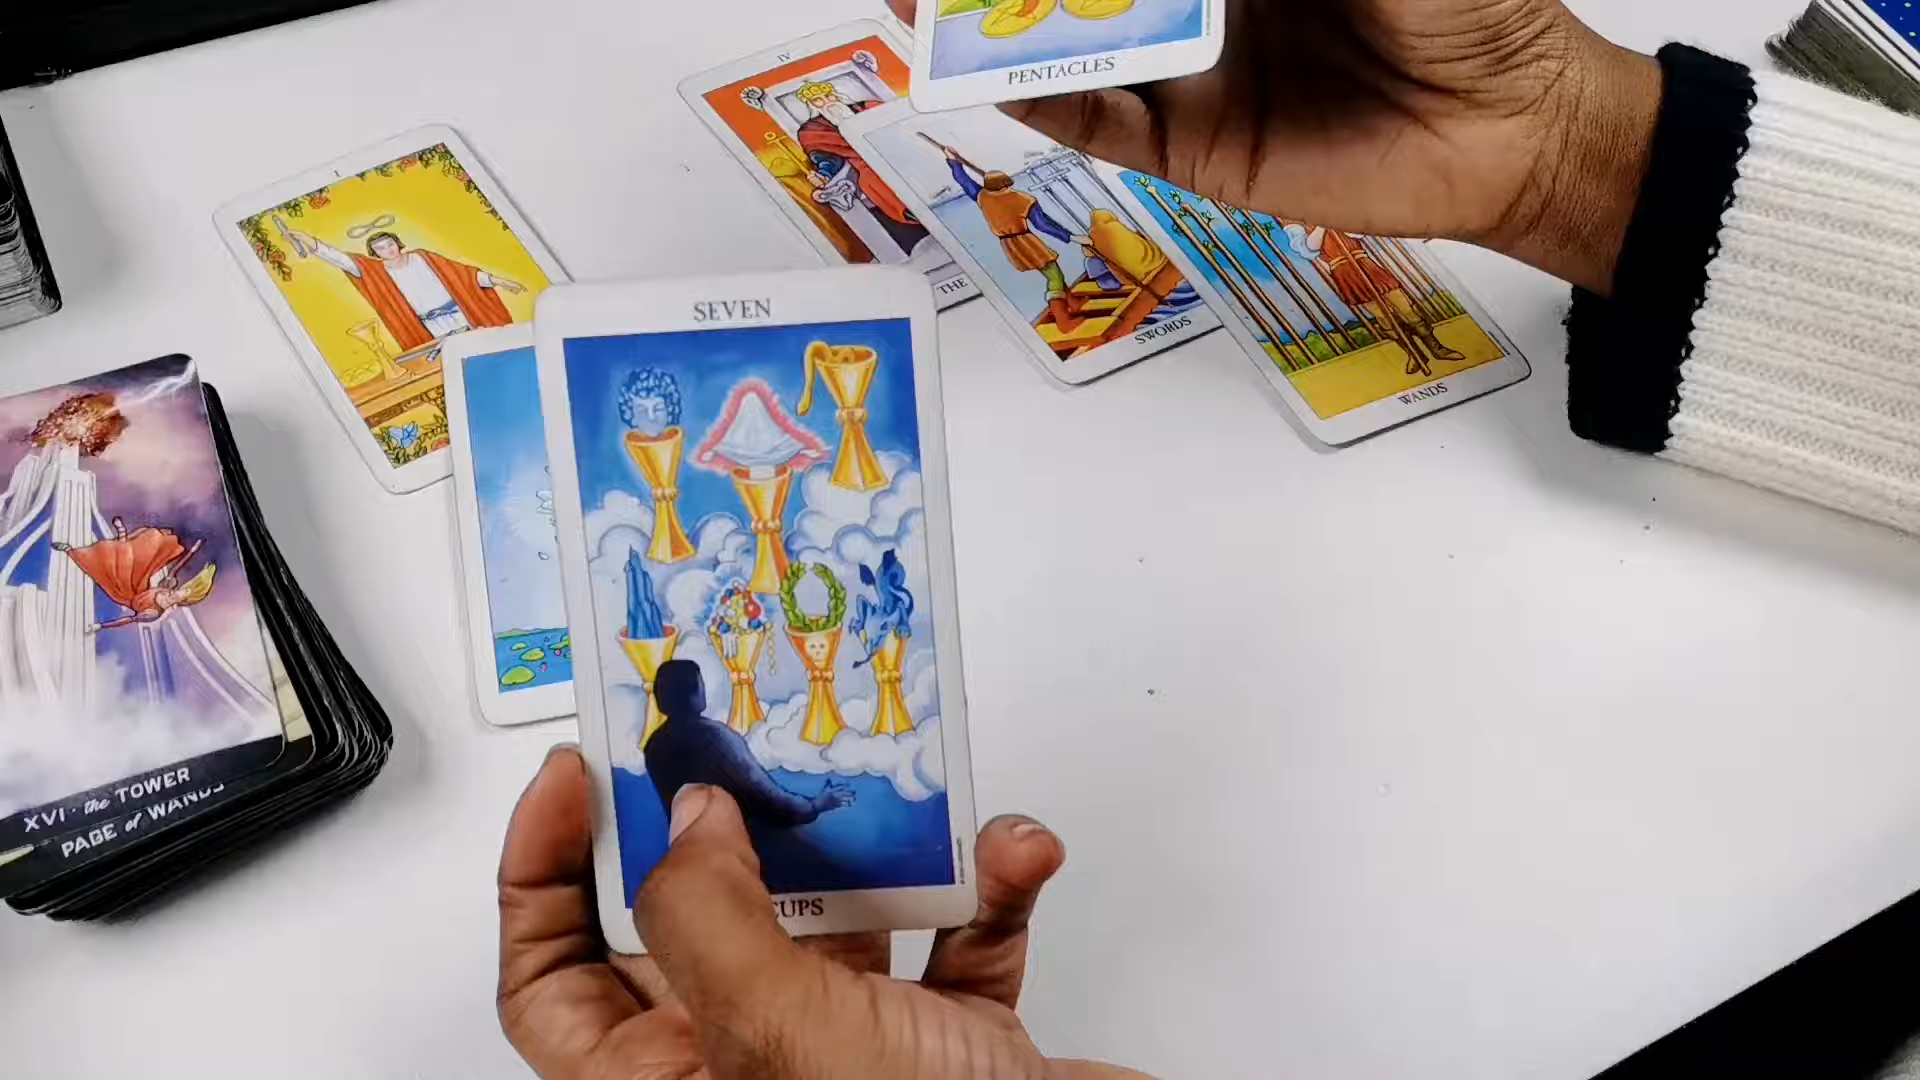 PENTACLES
IV
I
THE
SWORDS
WANDS
SEVEN
CUPS
XVI · the TOWER
PAGE of WANDS